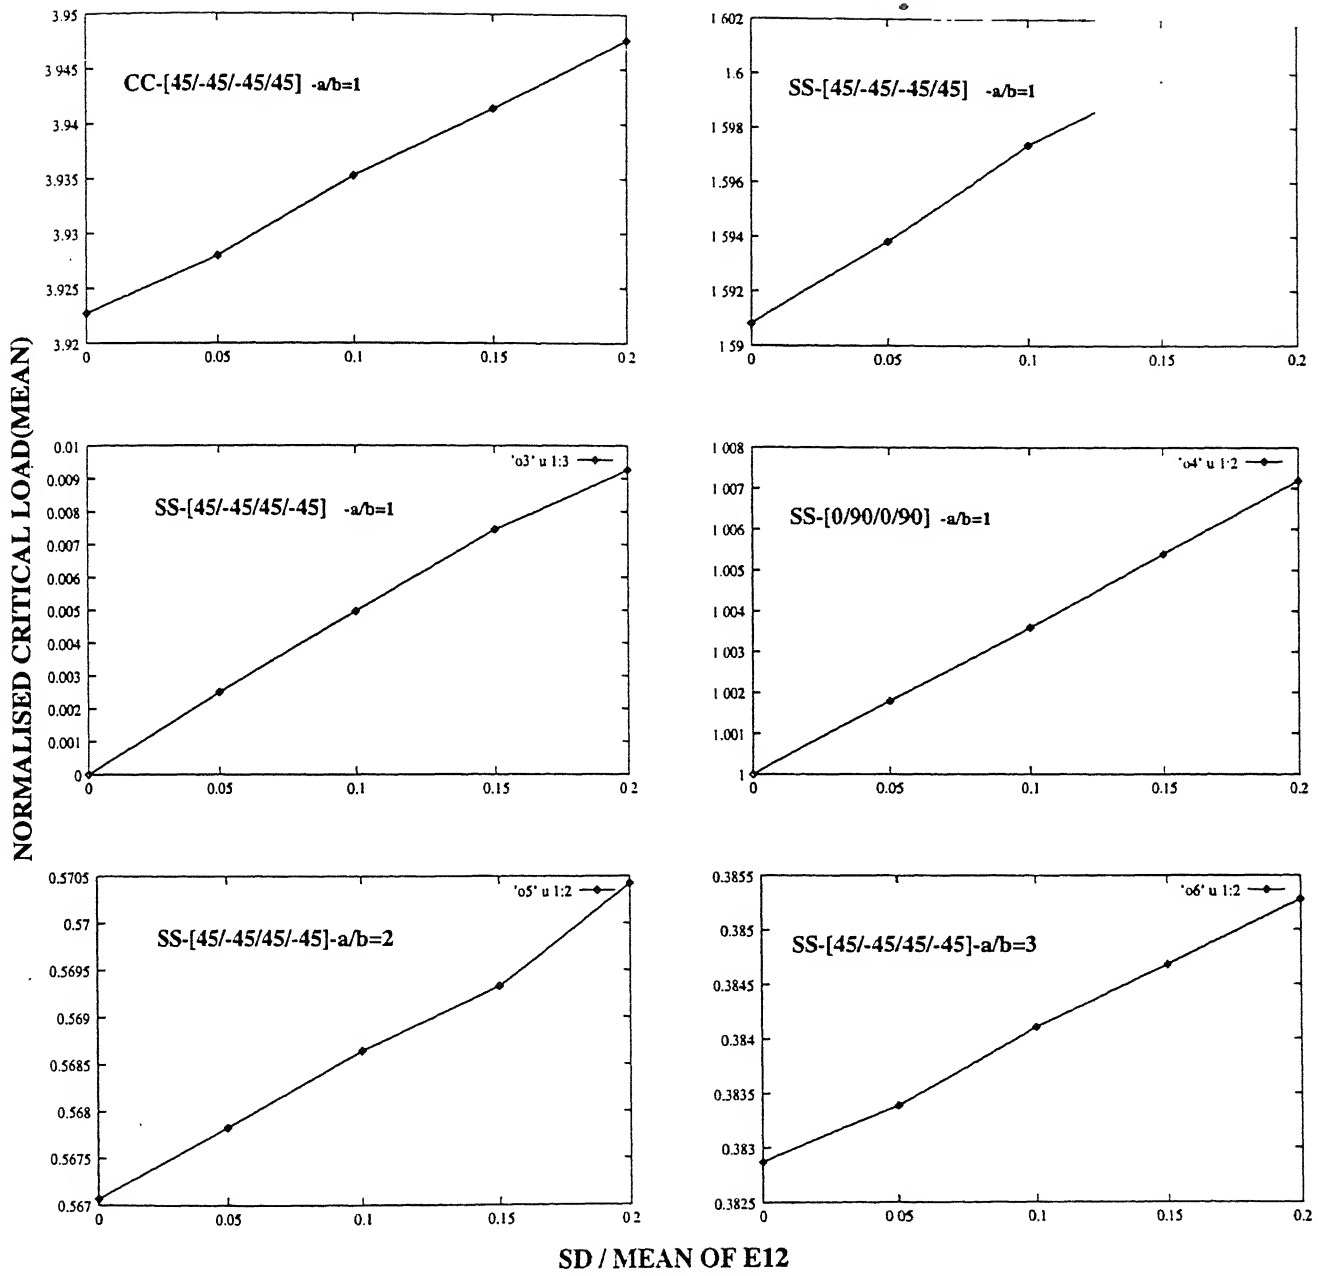 NORMALISED CRITICAL LOAD(MEAN)
3.95
3 945
3.94
3.935
3.93
3.925
3.92
CC-[45/-45/-45/45] -a/b=1
0 0.05 0.1 0.15 0 2
1 602
1.6
1 598
1.596
1 594
1 592
1 59
SS-[45/-45/-45/45] -a/b=1
0 0.05 0.1 0.15 0.2
0.01
0.009
0.008
0.007
0.006
0.005
0.004
0.003
0.002
0.001
0
'o3' u 1:3
SS-[45/-45/45/-45] -a/b=1
0 0.05 0.1 0.15 0 2
1 008
1 007
1 006
1 005
1 004
1 003
1 002
1 001
1
'o4' u 1:2
SS-[0/90/0/90] -a/b=1
0 0.05 0.1 0.15 0 2
0.5705
0.57
0.5695
0.569
0.5685
0.568
0.5675
0.567
'o5' u 1:2
SS-[45/-45/45/-45]-a/b=2
0 0.05 0.1 0.15 0 2
0.3855
0.385
0.3845
0.384
0.3835
0.383
0.3825
'o6' u 1:2
SS-[45/-45/45/-45]-a/b=3
0 0 05 0.1 0.15 0.2
SD / MEAN OF E12